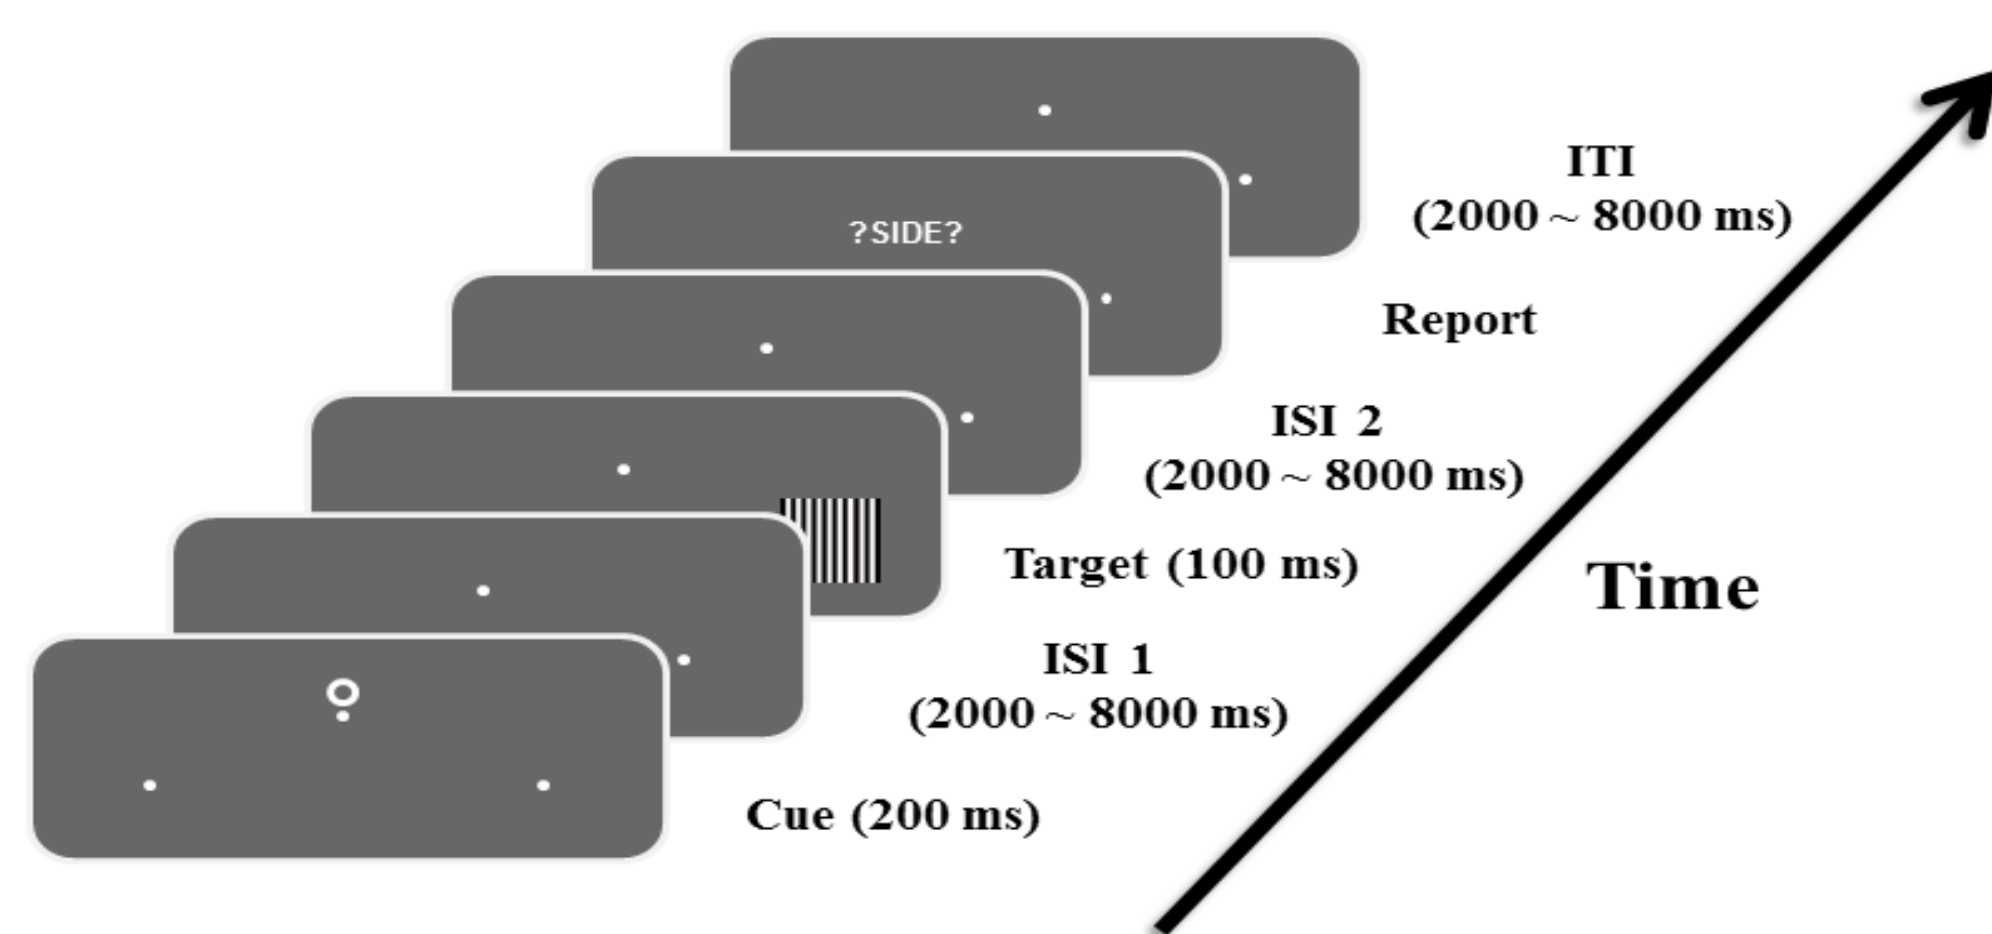 ITI
(2000 ~ 8000 ms)
?SIDE?
Report
ISI 2
(2000 ~ 8000 ms)
Target (100 ms)
Time
ISI 1
(2000 ~ 8000 ms)
Cue (200 ms)